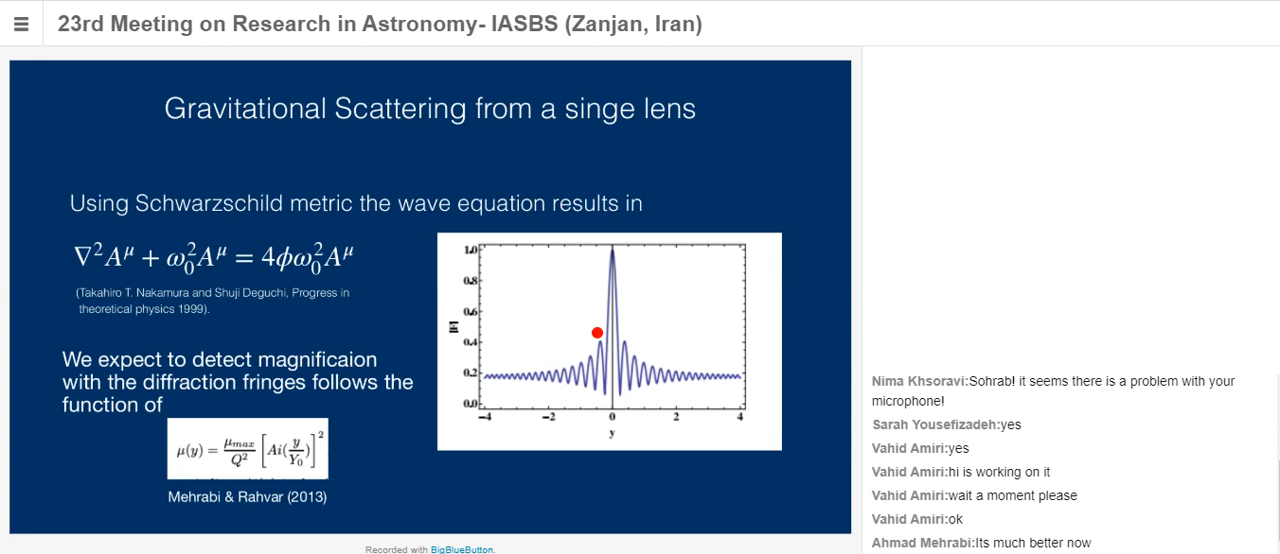 23rd Meeting on Research in Astronomy- IASBS (Zanjan, Iran)
Gravitational Scattering from a singe lens
Using Schwarzschild metric the wave equation results in
∇²A^μ + ω₀²A^μ = 4ϕω₀²A^μ
(Takahiro T. Nakamura and Shuji Deguchi, Progress in
theoretical physics 1999).
We expect to detect magnificaion
with the diffraction fringes follows the
function of
μ(y) = μ_max/Q² [Ai(y/Y₀)]²
Mehrabi & Rahvar (2013)
1.0
0.8
0.6
|F|
0.4
0.2
0.0
-4 -2 0 2 4
y
Recorded with BigBlueButton.
Nima Khsoravi:Sohrab! it seems there is a problem with your
microphone!
Sarah Yousefizadeh:yes
Vahid Amiri:yes
Vahid Amiri:hi is working on it
Vahid Amiri:wait a moment please
Vahid Amiri:ok
Ahmad Mehrabi:Its much better now